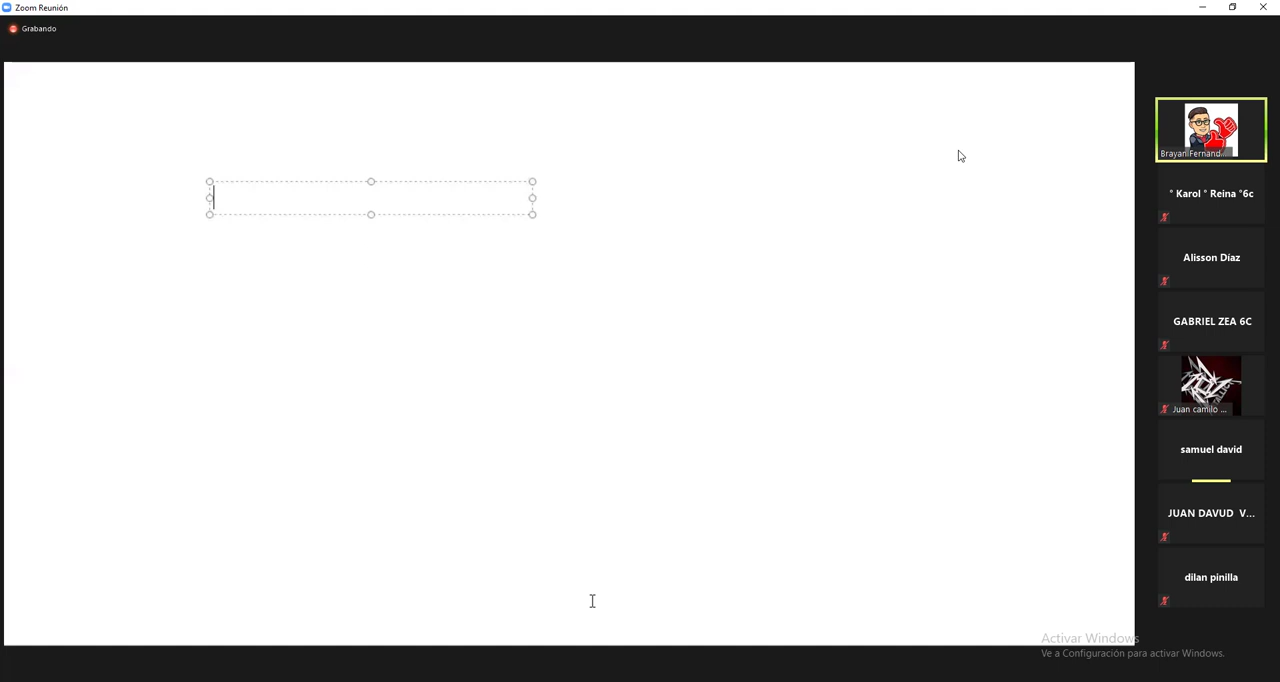 Zoom Reunión
Grabando
BrayanFernand...
° Karol ° Reina °6c
Alisson Díaz
GABRIEL ZEA 6C
Juan camilo ...
samuel david
JUAN DAVUD V...
dilan pinilla
Activar Windows
Ve a Configuración para activar Windows.